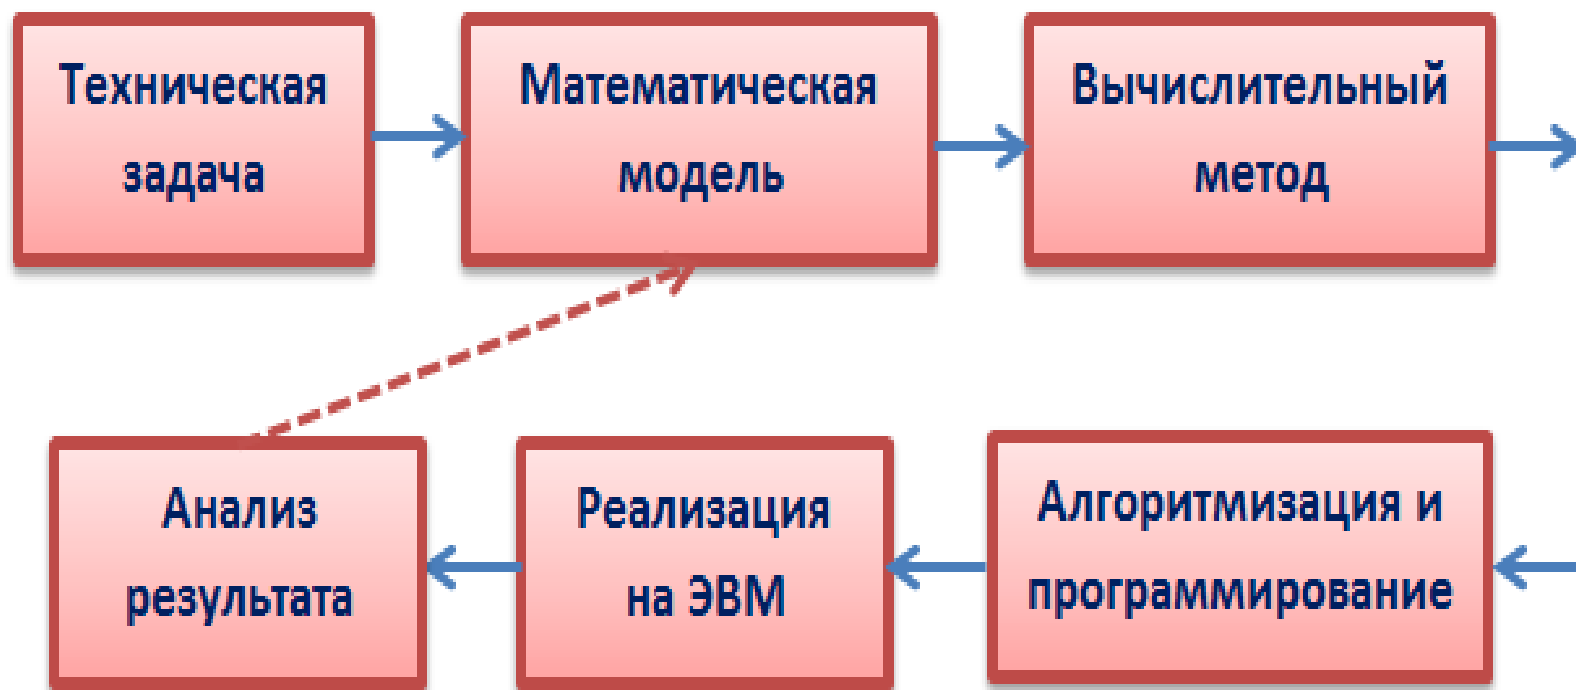 Техническая
задача
Математическая
модель
Вычислительный
метод
Анализ
результата
Реализация
на ЭВМ
Алгоритмизация и
программирование